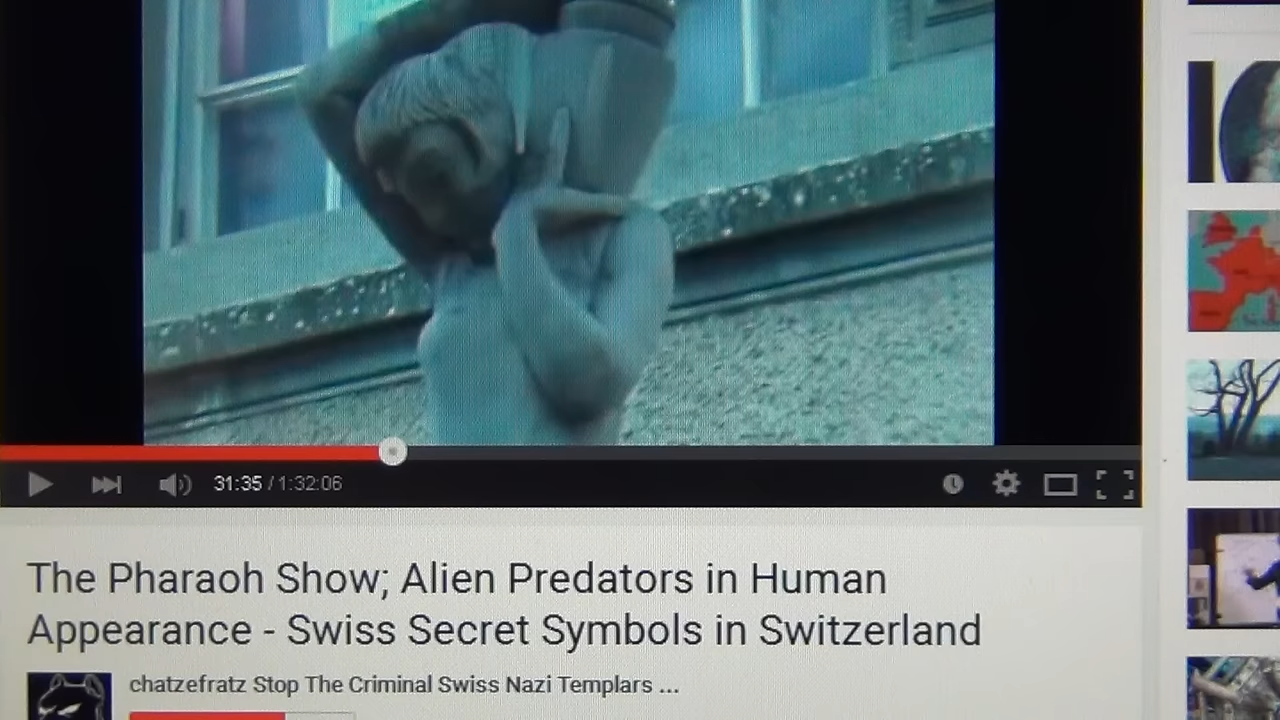 31:35 / 1:32:06
The Pharaoh Show; Alien Predators in Human
Appearance - Swiss Secret Symbols in Switzerland
chatzefratz Stop The Criminal Swiss Nazi Templars ...